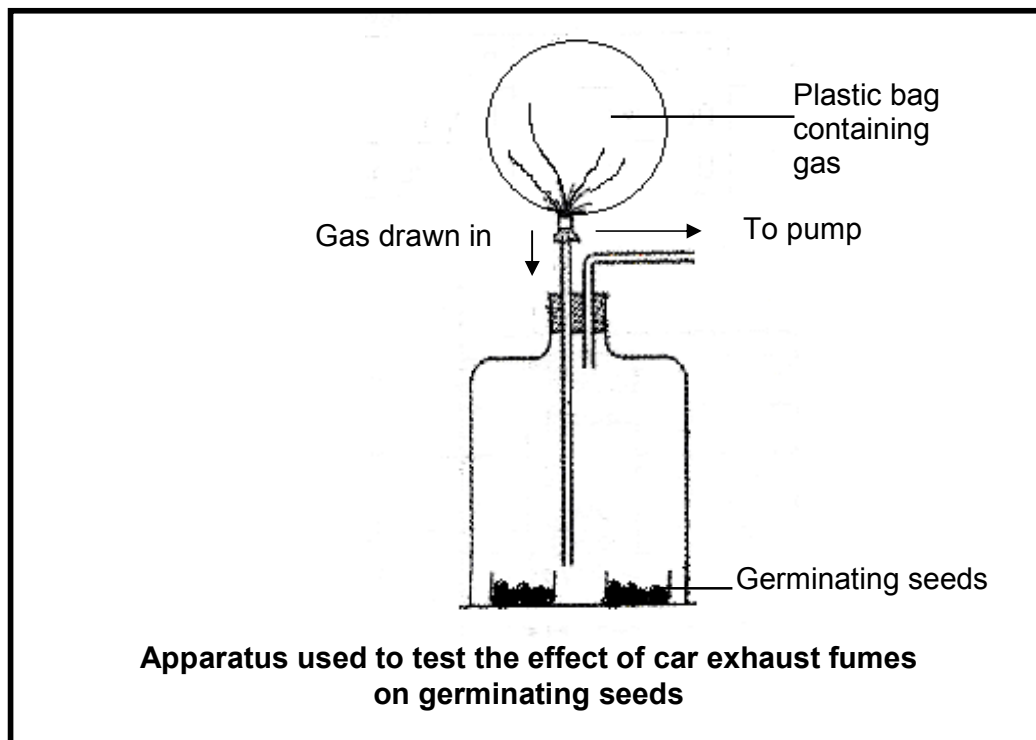 Plastic bag
containing
gas
Gas drawn in
To pump
Germinating seeds
Apparatus used to test the effect of car exhaust fumes
on germinating seeds